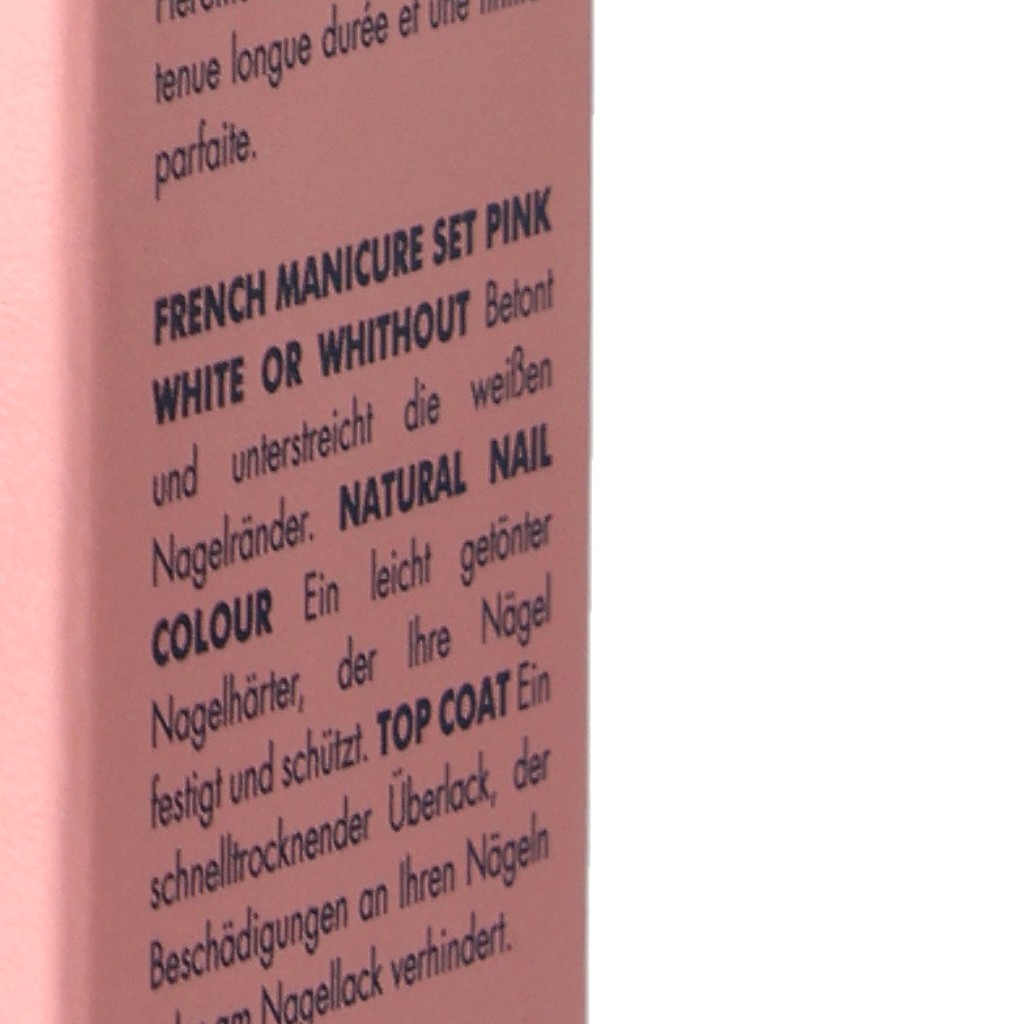 tenue longue durée et une
parfaite.
FRENCH MANICURE SET PINK
WHITE OR WHITHOUT Betont
und unterstreicht die weißen
Nagelränder. NATURAL NAIL
COLOUR Ein leicht getönter
Nagelhärter, der Ihre Nägel
festigt und schützt. TOP COAT Ein
schnelltrocknender Überlack, der
Beschädigungen an Ihren Nägeln
am Nagellack verhindert.